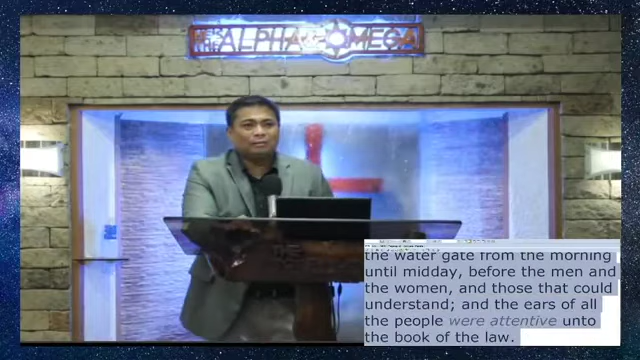 ALPHA OMEGA
the water gate from the morning
until midday, before the men and
the women, and those that could
understand; and the ears of all
the people were attentive unto
the book of the law.